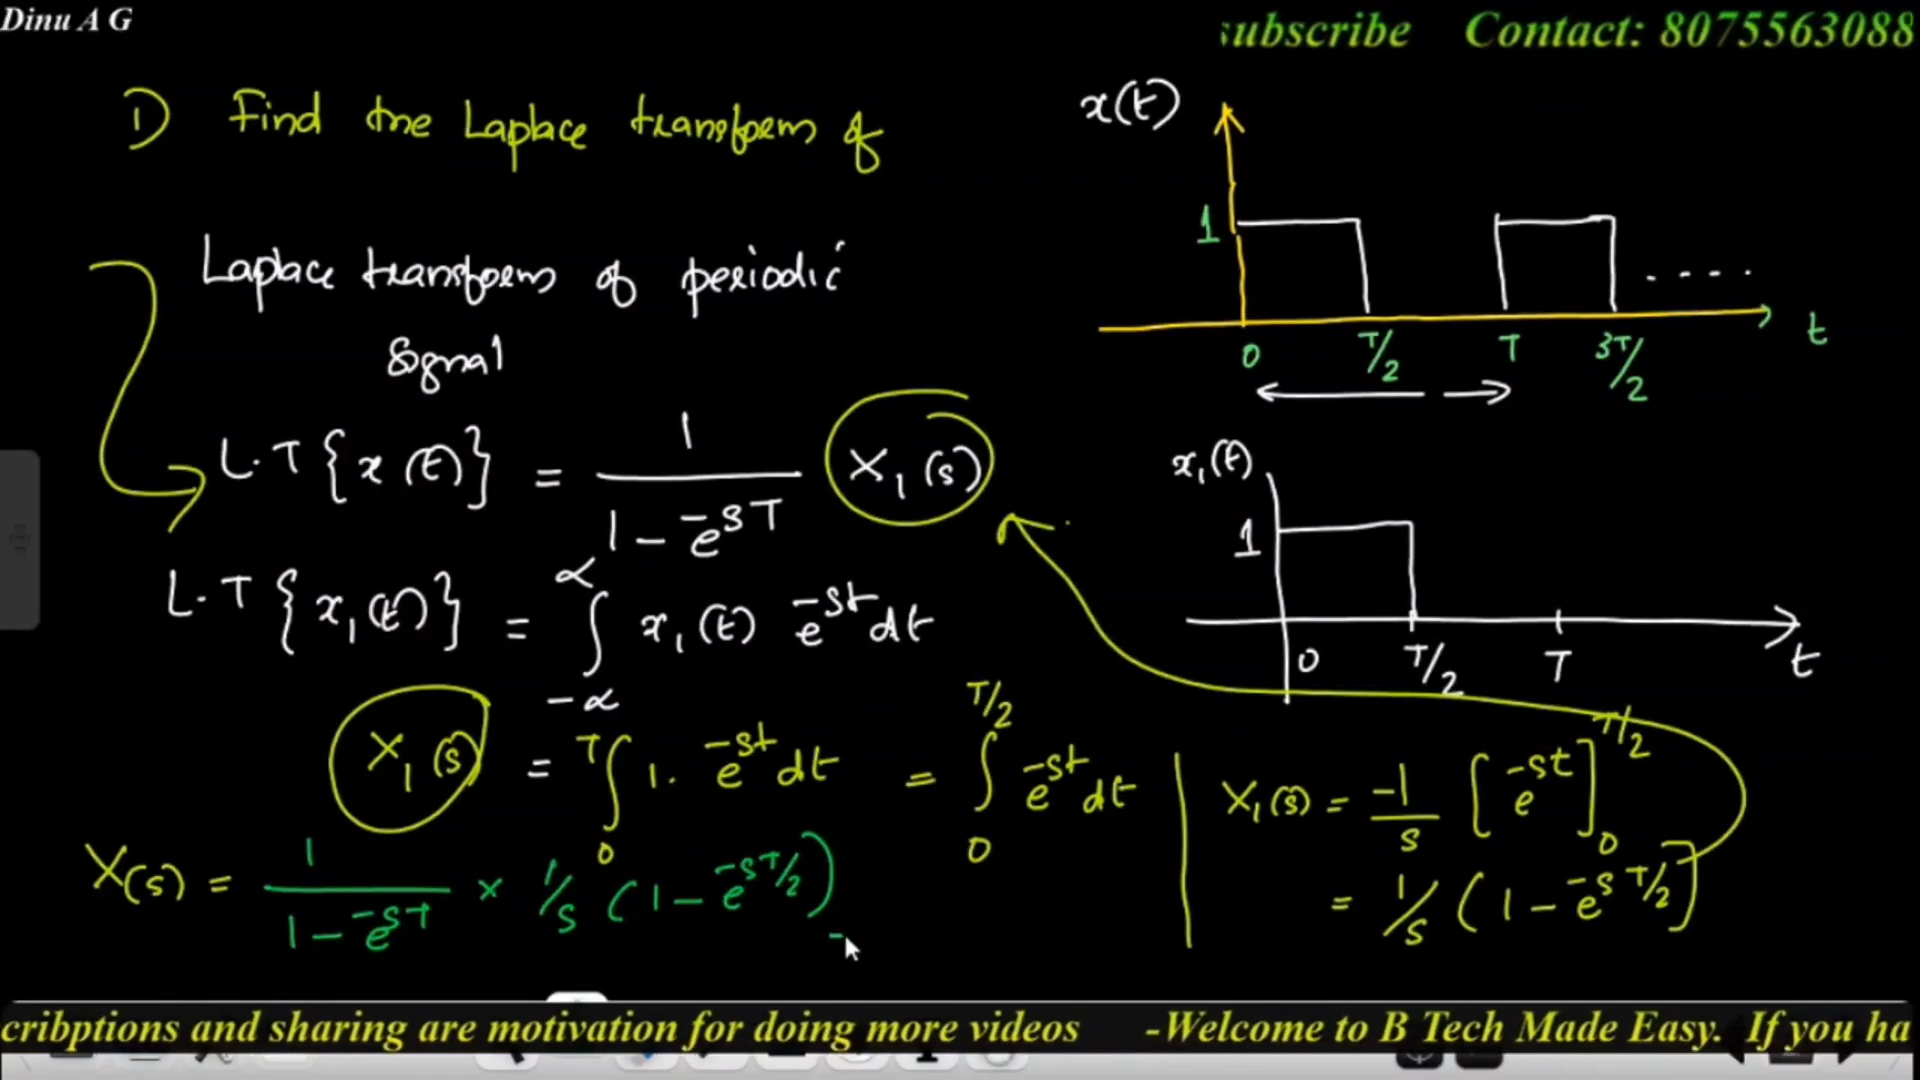 Dinu A G
subscribe Contact: 8075563088
1) Find the Laplace transform of
Laplace transform of periodic
signal
L.T {x(t)} = 1 / (1 - e^-sT) X₁(s)
L.T {x₁(t)} = ∫_-∝^∝ x₁(t) e^-st dt
X₁(s) = ∫_0^T 1. e^-st dt = ∫_0^T/2 e^-st dt
X(s) = 1 / (1 - e^-sT) × 1/s (1 - e^-sT/2)
x(t)
1
0 T/2 T 3T/2 t
x₁(t)
1
0 T/2 T t
X₁(s) = -1/s [e^-st]_0^T/2
= 1/s (1 - e^-sT/2]
cribptions and sharing are motivation for doing more videos -Welcome to B Tech Made Easy. If you ha